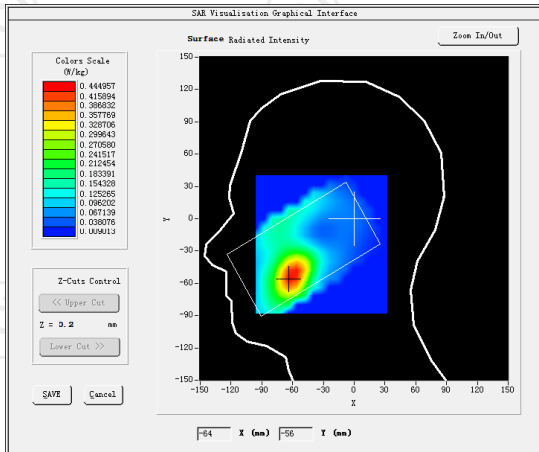 SAR Visualisation Graphical Interface
Surface Radiated Intensity
Zoom In/Out
Colors Scale
(W/kg)
0.444957
0.415894
0.386832
0.357769
0.328706
0.299643
0.270580
0.241517
0.212454
0.183391
0.154328
0.125265
0.096202
0.067139
0.038076
0.009013
Z-Cuts Control
<< Upper Cut
Z = 0.2 mm
Lower Cut >>
SAVE Cancel
150
120
90
60
30
0
-30
-60
-90
-120
-150
Y
-150 -120 -90 -60 -30 0 30 60 90 120 150
X
-64 X (mm) -56 Y (mm)